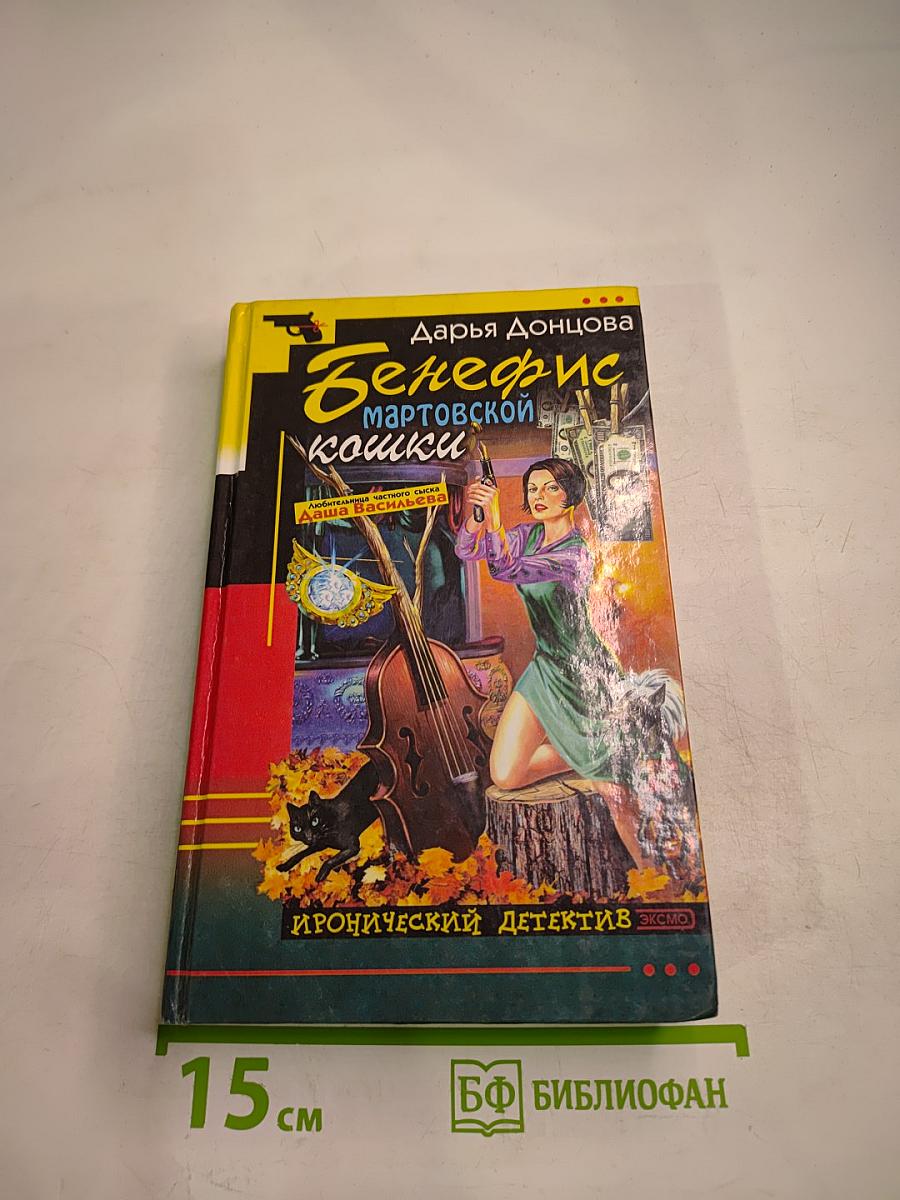 Дарья Донцова
Бенефис
мартовской
кошки
Любительница частного сыска
Даша Васильева
ИРОНИЧЕСКИЙ ДЕТЕКТИВ
ЭКСМО
15 см
БФ БИБЛИОФАН